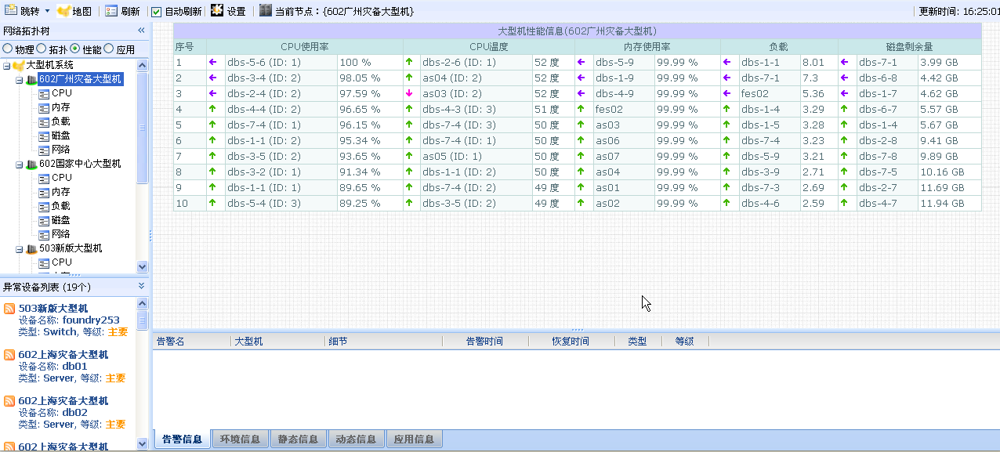 跳转 地图 刷新 自动刷新 设置 当前节点：{602广州灾备大型机} 更新时间: 16:25:01
网络拓扑树
物理 拓扑 性能 应用
大型机系统
602广州灾备大型机
CPU
内存
负载
磁盘
网络
602国家中心大型机
CPU
内存
负载
磁盘
网络
503新版大型机
CPU
异常设备列表 (19个)
503新版大型机
设备名称: foundry253
类型: Switch, 等级: 主要
602上海灾备大型机
设备名称: db01
类型: Server, 等级: 主要
602上海灾备大型机
设备名称: db02
类型: Server, 等级: 主要
602上海灾备大型机
大型机性能信息(602广州灾备大型机)
序号 CPU使用率 CPU温度 内存使用率 负载 磁盘剩余量
1 ← dbs-5-6 (ID: 1) 100 % ↑ dbs-2-6 (ID: 1) 52 度 ← dbs-5-9 99.99 % ← dbs-1-1 8.01 ← dbs-7-1 3.99 GB
2 ← dbs-3-4 (ID: 2) 98.05 % ↑ as04 (ID: 2) 52 度 ← dbs-1-9 99.99 % ← dbs-7-1 7.3 ← dbs-6-8 4.42 GB
3 ← dbs-2-4 (ID: 2) 97.59 % ↓ as03 (ID: 2) 52 度 ← dbs-4-9 99.99 % ← fes02 5.36 ← dbs-1-7 4.62 GB
4 ↑ dbs-4-4 (ID: 2) 96.65 % ↑ dbs-4-3 (ID: 3) 51 度 ↑ fes02 99.99 % ↑ dbs-1-4 3.29 ↑ dbs-6-7 5.57 GB
5 ↑ dbs-7-4 (ID: 1) 96.15 % ↑ dbs-7-4 (ID: 3) 50 度 ↑ as03 99.99 % ↑ dbs-1-5 3.28 ↑ dbs-1-4 5.67 GB
6 ↑ dbs-1-1 (ID: 2) 95.34 % ↑ dbs-7-4 (ID: 1) 50 度 ↑ as06 99.99 % ↑ dbs-7-4 3.23 ↑ dbs-2-8 9.41 GB
7 ↑ dbs-3-5 (ID: 2) 93.65 % ↑ as05 (ID: 1) 50 度 ↑ as07 99.99 % ↑ dbs-5-9 3.21 ↑ dbs-7-8 9.89 GB
8 ↑ dbs-3-2 (ID: 1) 91.34 % ↑ dbs-1-1 (ID: 2) 50 度 ↑ as04 99.99 % ↑ dbs-3-9 2.71 ↑ dbs-7-5 10.16 GB
9 ↑ dbs-1-1 (ID: 1) 89.65 % ↑ dbs-7-4 (ID: 2) 49 度 ↑ as01 99.99 % ↑ dbs-7-3 2.69 ↑ dbs-2-7 11.69 GB
10 ↑ dbs-5-4 (ID: 3) 89.25 % ↑ dbs-3-5 (ID: 2) 49 度 ↑ as02 99.99 % ↑ dbs-4-6 2.59 ↑ dbs-4-7 11.94 GB
告警名 大型机 细节 告警时间 恢复时间 类型 等级
告警信息 环境信息 静态信息 动态信息 应用信息